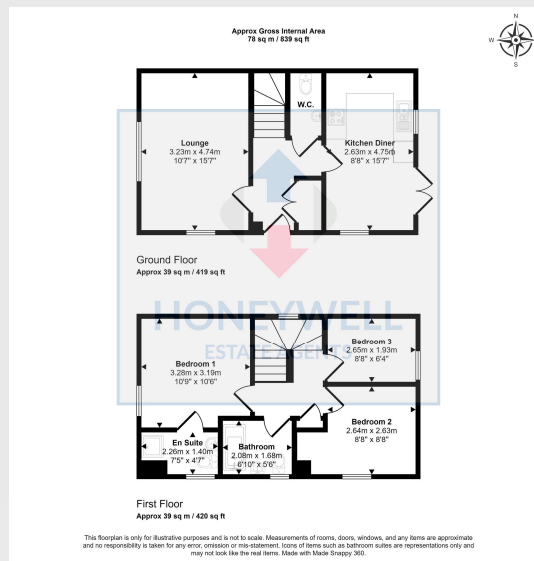 Approx Gross Internal Area
78 sq m / 839 sq ft
N
W
E
S
W.C.
Lounge
3.23m x 4.74m
10'7" x 15'7"
Kitchen Diner
2.63m x 4.75m
8'8" x 15'7"
Ground Floor
Approx 39 sq m / 419 sq ft
HONEYWELL
ESTATE AGENTS
Bedroom 1
3.28m x 3.19m
10'9" x 10'6"
Bedroom 3
2.65m x 1.93m
8'8" x 6'4"
Bedroom 2
2.64m x 2.63m
8'8" x 8'8"
En Suite
2.26m x 1.40m
7'5" x 4'7"
Bathroom
2.08m x 1.68m
6'10" x 5'6"
First Floor
Approx 39 sq m / 420 sq ft
This floorplan is only for illustrative purposes and is not to scale. Measurements of rooms, doors, windows, and any items are approximate
and no responsibility is taken for any error, omission or mis-statement. Icons of items such as bathroom suites are representations only and
may not look like the real items. Made with Made Snappy 360.